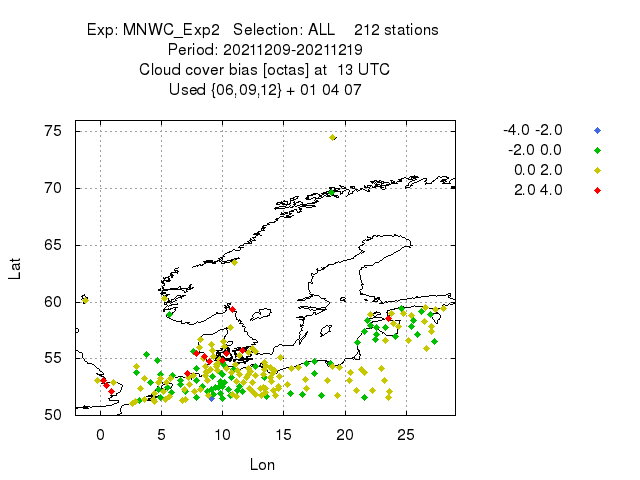 Exp: MNWC_Exp2 Selection: ALL 212 stations
Period: 20211209-20211219
Cloud cover bias [octas] at 13 UTC
Used {06,09,12} + 01 04 07
-4.0 -2.0
-2.0 0.0
0.0 2.0
2.0 4.0
75
70
65
60
55
50
Lat
0 5 10 15 20 25
Lon